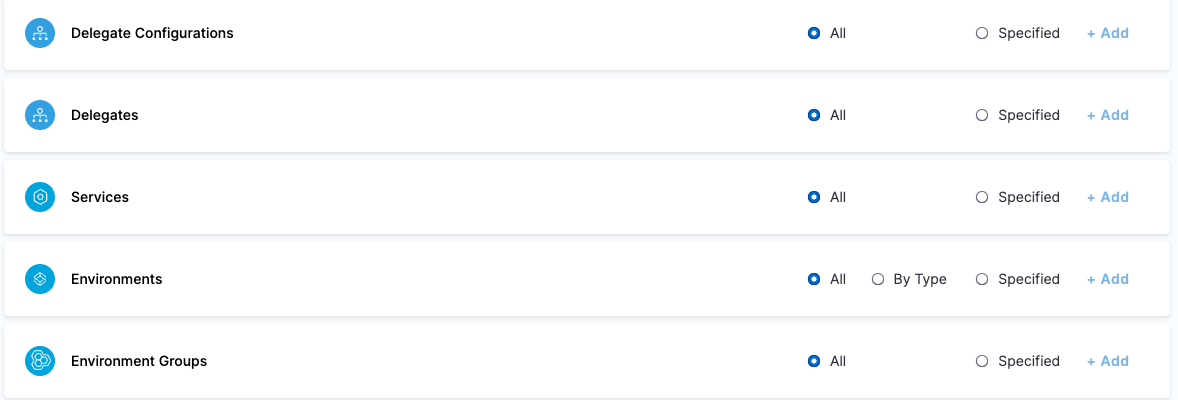 Delegate Configurations All Specified + Add
Delegates All Specified + Add
Services All Specified + Add
Environments All By Type Specified + Add
Environment Groups All Specified + Add